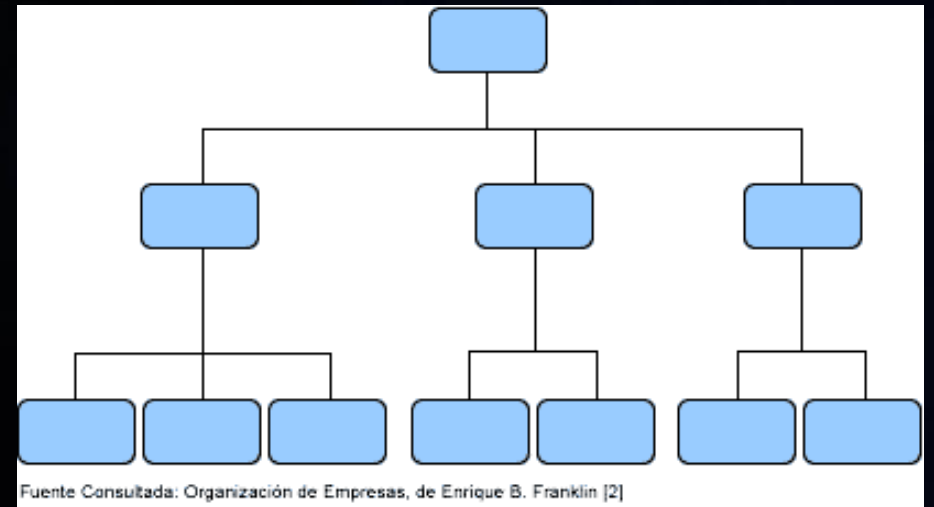 Fuente Consultada: Organización de Empresas, de Enrique B. Franklin [2]